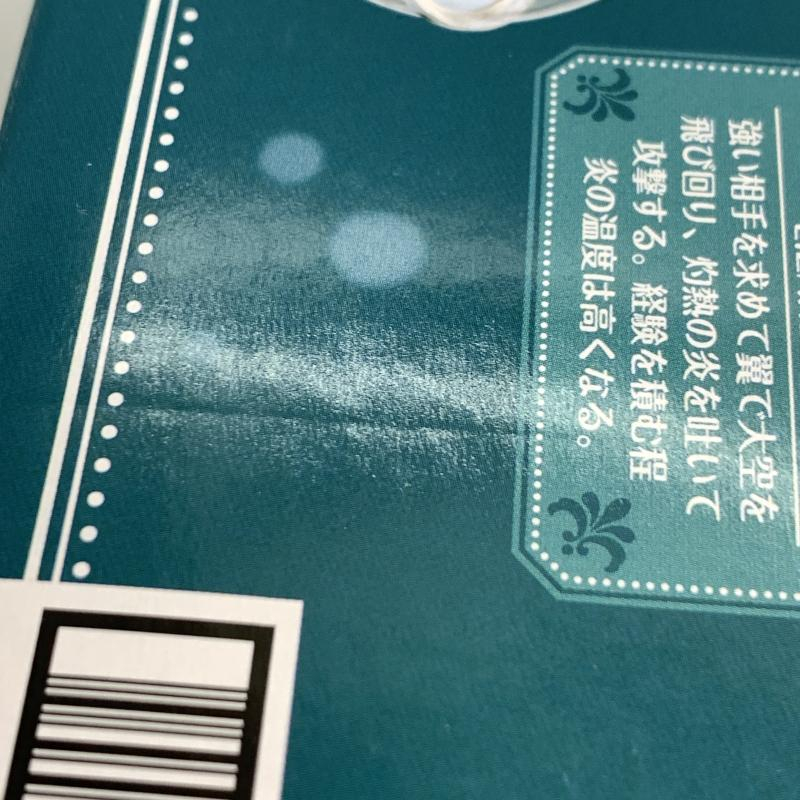 強い相手を求めて翼で大空を
飛び回り、灼熱の炎を吐いて
攻撃する。経験を積む程
炎の温度は高くなる。